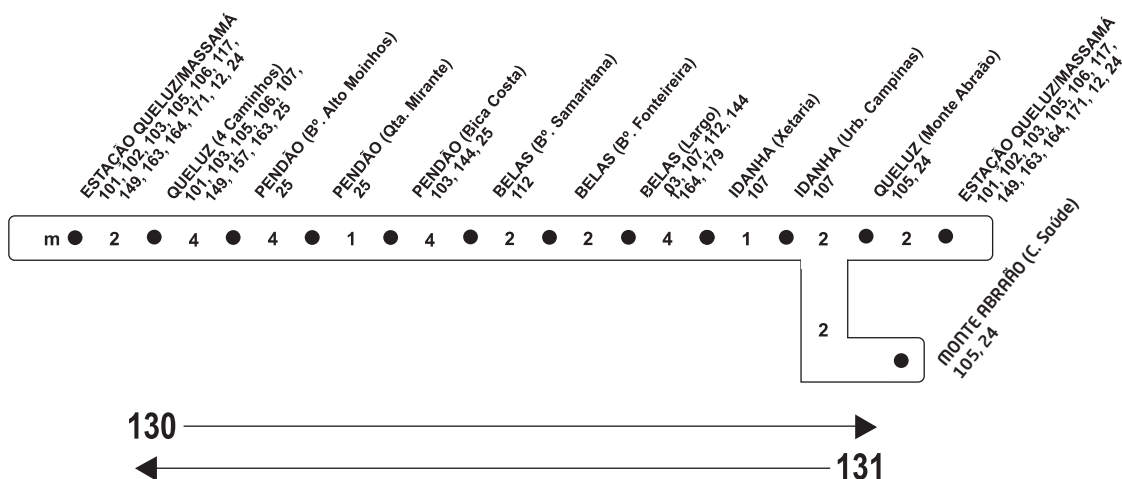 ESTAÇÃO QUELUZ/MASSAMÁ
101, 102, 103, 105, 106, 117,
149, 163, 164, 171, 12, 24
QUELUZ (4 Caminhos)
101, 103, 105, 106, 107,
149, 157, 163, 25
PENDÃO (Bº. Alto Moinhos)
25
PENDÃO (Qta. Mirante)
25
PENDÃO (Bica Costa)
103, 144, 25
BELAS (Bº. Samaritana)
112
BELAS (Bº. Fonteireira)
BELAS (Largo)
03, 107, 112, 144
164, 179
IDANHA (Xetaria)
107
IDANHA (Urb. Campinas)
107
QUELUZ (Monte Abraão)
105, 24
ESTAÇÃO QUELUZ/MASSAMÁ
101, 102, 103, 105, 106, 117,
149, 163, 164, 171, 12, 24
m 2 4 4 1 4 2 2 4 1 2 2
2
MONTE ABRAÃO (C. Saúde)
105, 24
130
131